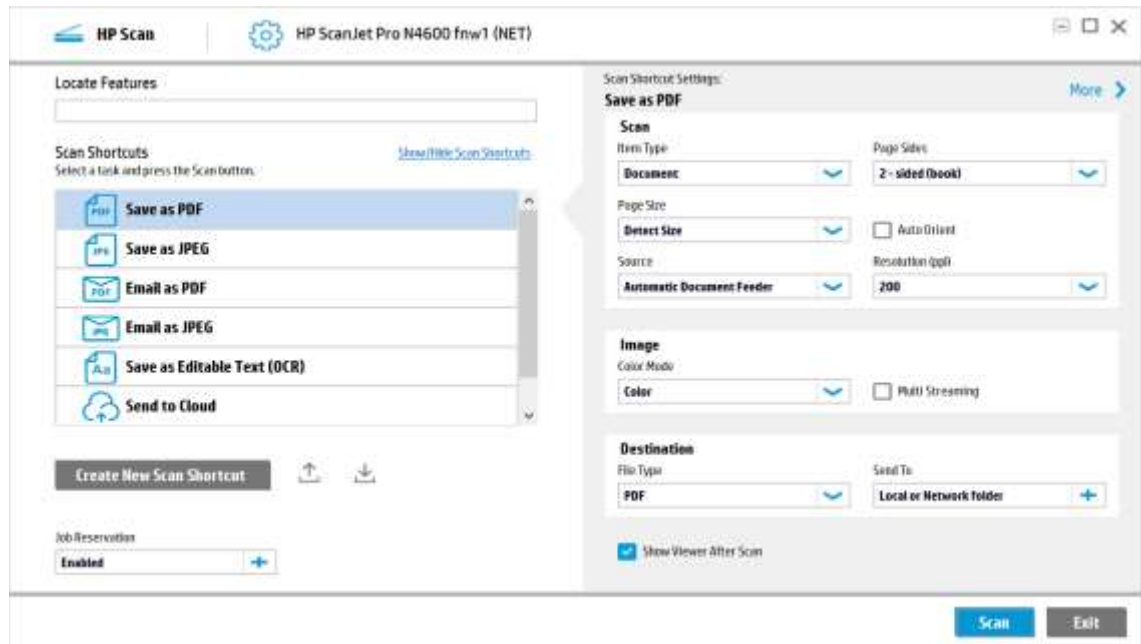 HP Scan
HP ScanJet Pro N4600 fnw1 (NET)
Locate Features
Scan Shortcuts
Show/Hide Scan Shortcuts
Select a task and press the Scan button.
PDF Save as PDF
JPG Save as JPEG
PDF Email as PDF
JPG Email as JPEG
Aa Save as Editable Text (OCR)
Send to Cloud
Create New Scan Shortcut
Job Reservation
Enabled
Scan Shortcut Settings:
More
Save as PDF
Scan
Item Type
Page Sides
Document
2 - sided (book)
Page Size
Detect Size
Auto Orient
Source
Resolution (ppi)
Automatic Document Feeder
200
Image
Color Mode
Color
Multi Streaming
Destination
File Type
Send To
PDF
Local or Network folder
Show Viewer After Scan
Scan
Exit